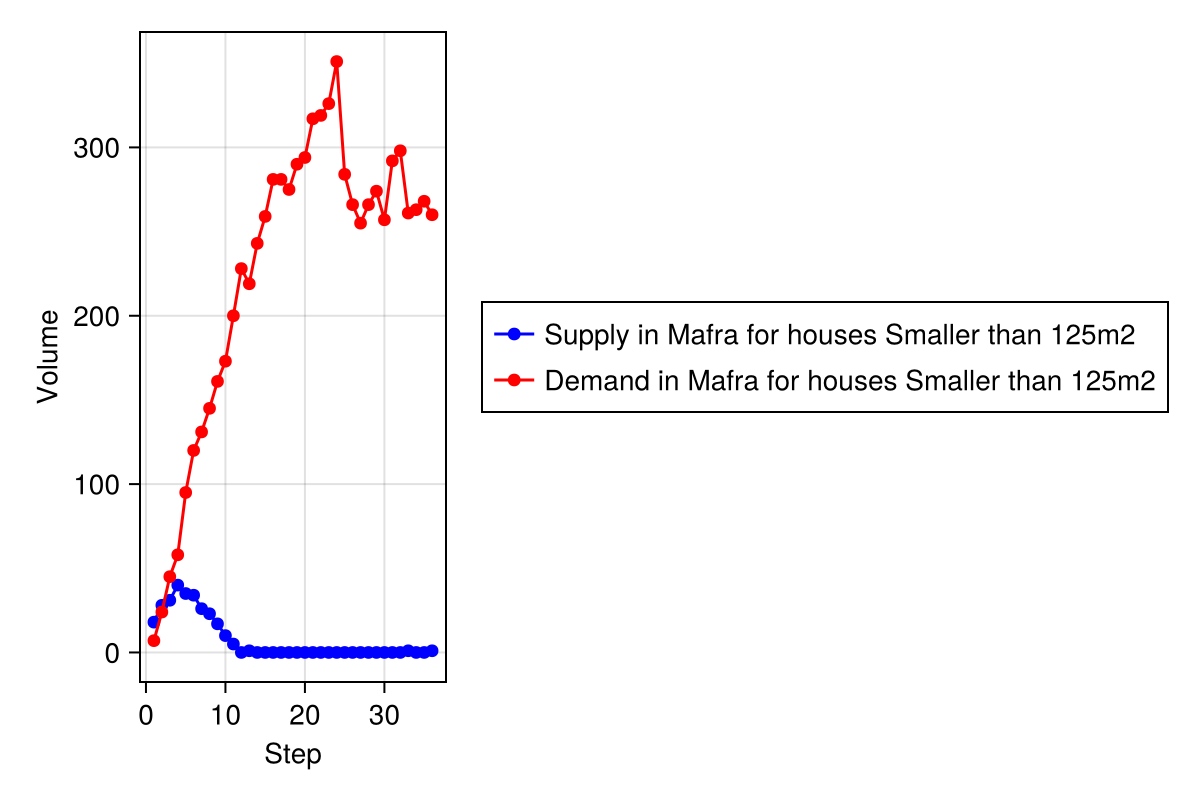 300
200
100
0
Volume
0 10 20 30
Step
Supply in Mafra for houses Smaller than 125m2
Demand in Mafra for houses Smaller than 125m2